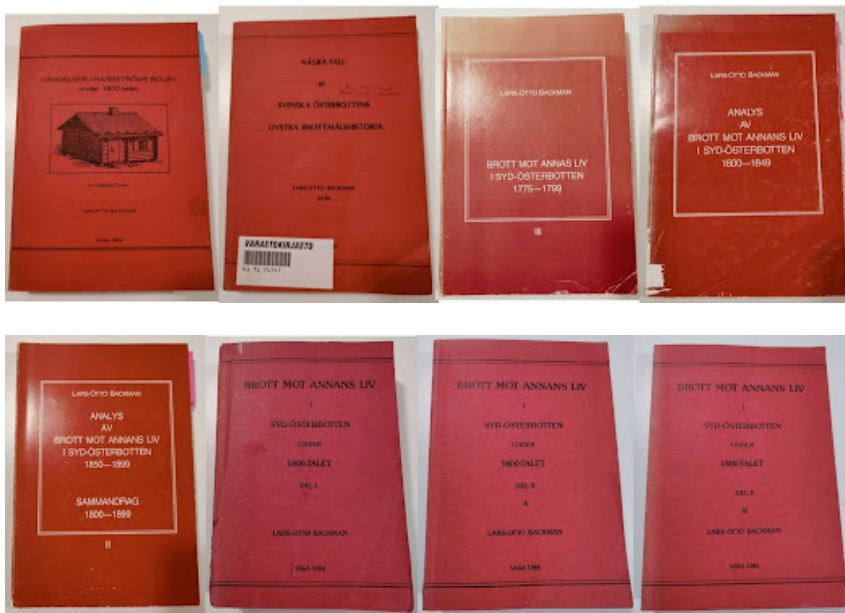 HÄNDELSER I HARRSTRÖMS BOLBY
under 1800-talet
LARS-OTTO BACKMAN
VASA
NÅGRA FALL
av
SVENSKA ÖSTERBOTTENS
DYSTRA BROTTMÅLSHISTORIA
LARS-OTTO BACKMAN
VARASTOKIRJASTO
LARS-OTTO BACKMAN
BROTT MOT ANNAS LIV
I SYD-ÖSTERBOTTEN
1775—1799
III
LARS-OTTO BACKMAN
ANALYS
AV
BROTT MOT ANNANS LIV
I SYD-ÖSTERBOTTEN
1800—1849
LARS-OTTO BACKMAN
ANALYS
AV
BROTT MOT ANNANS LIV
I SYD-ÖSTERBOTTEN
1850—1899
SAMMANDRAG
1800—1899
II
BROTT MOT ANNANS LIV
I
SYD-ÖSTERBOTTEN
UNDER
1800-TALET
DEL I
LARS-OTTO BACKMAN
VASA
BROTT MOT ANNANS LIV
I
SYD-ÖSTERBOTTEN
UNDER
1800-TALET
DEL II
A
LARS-OTTO BACKMAN
VASA
BROTT MOT ANNANS LIV
I
SYD-ÖSTERBOTTEN
UNDER
1800-TALET
DEL II
B
LARS-OTTO BACKMAN
VASA